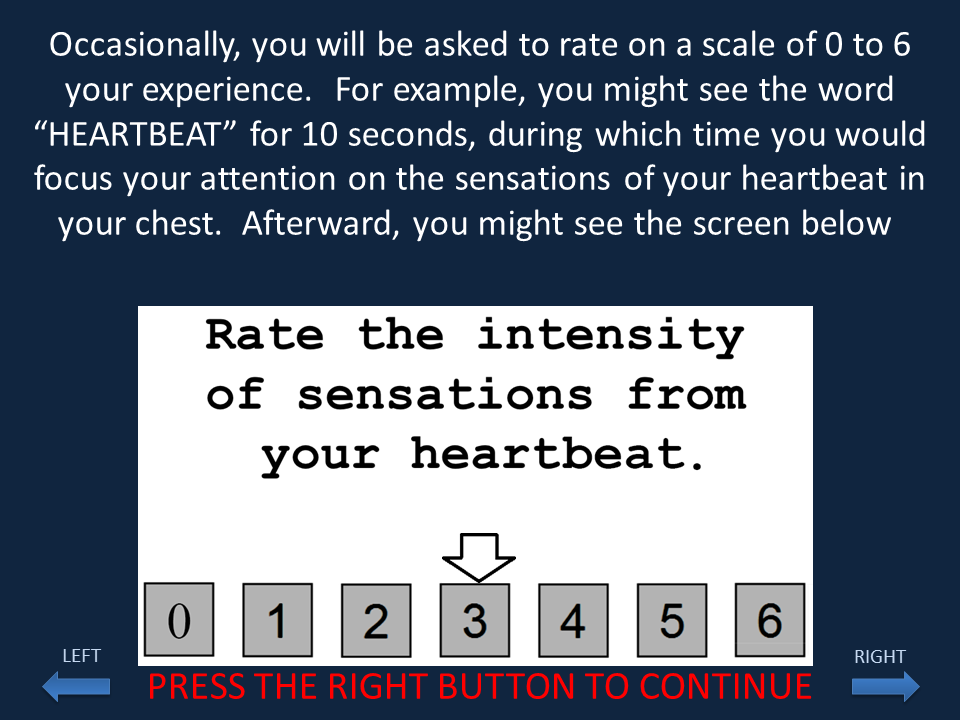 Occasionally, you will be asked to rate on a scale of 0 to 6
your experience.  For example, you might see the word
“HEARTBEAT” for 10 seconds, during which time you would
focus your attention on the sensations of your heartbeat in
your chest.  Afterward, you might see the screen below
Rate the intensity
of sensations from
your heartbeat.
0 1 2 3 4 5 6
LEFT RIGHT
PRESS THE RIGHT BUTTON TO CONTINUE